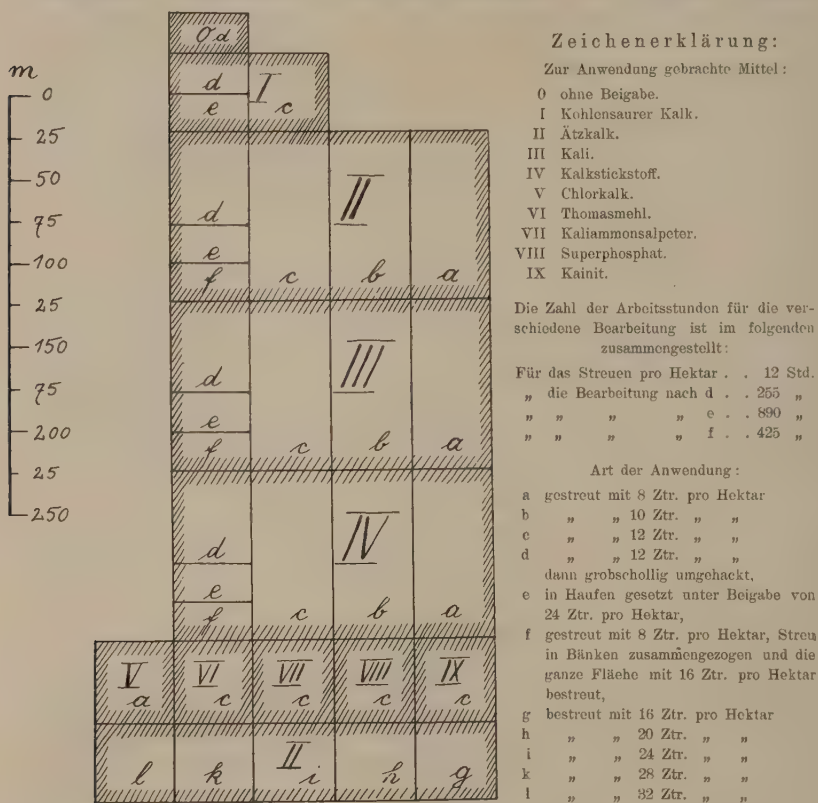 0d
m
0
25
50
75
100
25
150
75
200
25
250
d
e
I
c
II
d
e
f
c
b
a
III
d
e
f
c
b
a
IV
d
e
f
c
b
a
V
a
VI
c
VII
c
VIII
c
IX
c
II
l
k
i
h
g
Zeichenerklärung:
Zur Anwendung gebrachte Mittel:
0 ohne Beigabe.
I Kohlensaurer Kalk.
II Ätzkalk.
III Kali.
IV Kalkstickstoff.
V Chlorkalk.
VI Thomasmehl.
VII Kaliammonsalpeter.
VIII Superphosphat.
IX Kainit.
Die Zahl der Arbeitsstunden für die ver-
schiedene Bearbeitung ist im folgenden
zusammengestellt:
Für das Streuen pro Hektar . . 12 Std.
„ die Bearbeitung nach d . . 255 „
„ „ „ „ e . . 890 „
„ „ „ „ f . . 425 „
Art der Anwendung:
a gestreut mit 8 Ztr. pro Hektar
b „ „ 10 Ztr. „ „
c „ „ 12 Ztr. „ „
d „ „ 12 Ztr. „ „
dann grobschollig umgehackt,
e in Haufen gesetzt unter Beigabe von
24 Ztr. pro Hektar,
f gestreut mit 8 Ztr. pro Hektar, Streu
in Bänken zusammengezogen und die
ganze Fläche mit 16 Ztr. pro Hektar
bestreut,
g bestreut mit 16 Ztr. pro Hektar
h „ „ 20 Ztr. „ „
i „ „ 24 Ztr. „ „
k „ „ 28 Ztr. „ „
l „ „ 32 Ztr. „ „